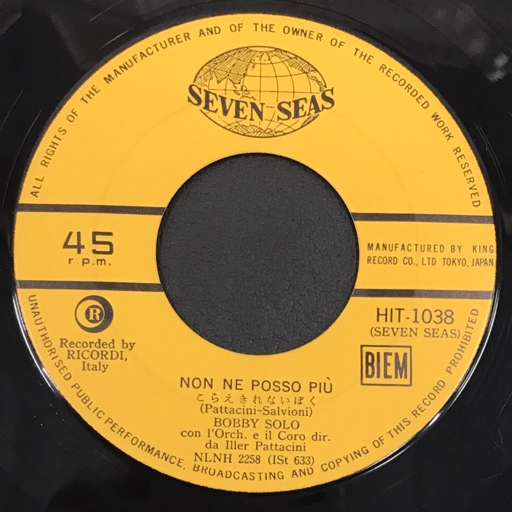 ALL RIGHTS OF THE MANUFACTURER AND OF THE OWNER OF THE RECORDED WORK RESERVED
SEVEN SEAS
45
r.p.m.
MANUFACTURED BY KING
RECORD CO., LTD TOKYO, JAPAN
R
Recorded by
RICORDI,
Italy
HIT-1038
(SEVEN SEAS)
BIEM
NON NE POSSO PIÙ
こらえきれないぼく
(Pattacini-Salvioni)
BOBBY SOLO
con l'Orch. e il Coro dir.
da Iller Pattacini
NLNH 2258 (ISt 633)
UNAUTHORISED PUBLIC PERFORMANCE, BROADCASTING AND COPYING OF THIS RECORD PROHIBITED